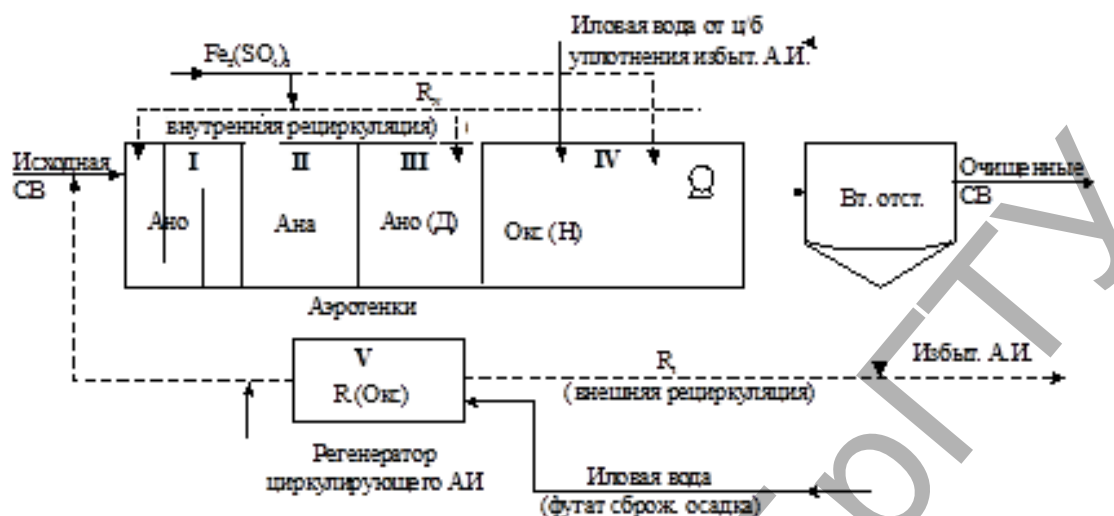 Иловая вода от ц/б
уплотнения избыт. А.И.
Fe₂(SO₄)₃
R
внутренняя рециркуляция)
Исходная
СВ
I
II
III
IV
Ано
Ана
Ано (Д)
Окс (Н)
Вт. отст.
Очищенные
СВ
Аэротенки
V
R (Окс)
R
(внешняя рециркуляция)
Избыт. А.И.
Регенератор
циркулирующего АИ
Иловая вода
(фугат сброж. осадка)
рГТУ